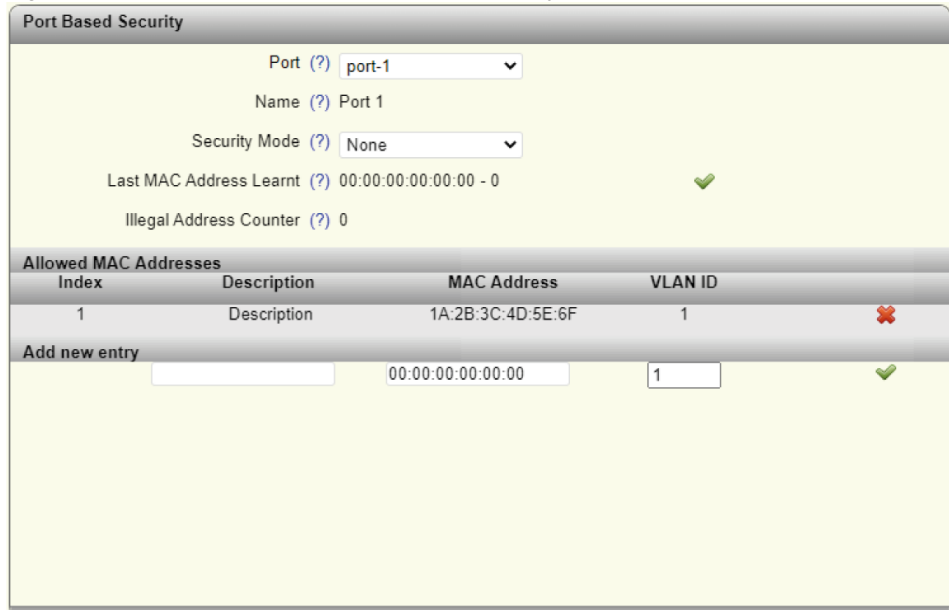 Port Based Security
Port (?) port-1
Name (?) Port 1
Security Mode (?) None
Last MAC Address Learnt (?) 00:00:00:00:00:00 - 0
Illegal Address Counter (?) 0
Allowed MAC Addresses
Index Description MAC Address VLAN ID
1 Description 1A:2B:3C:4D:5E:6F 1
Add new entry
00:00:00:00:00:00 1